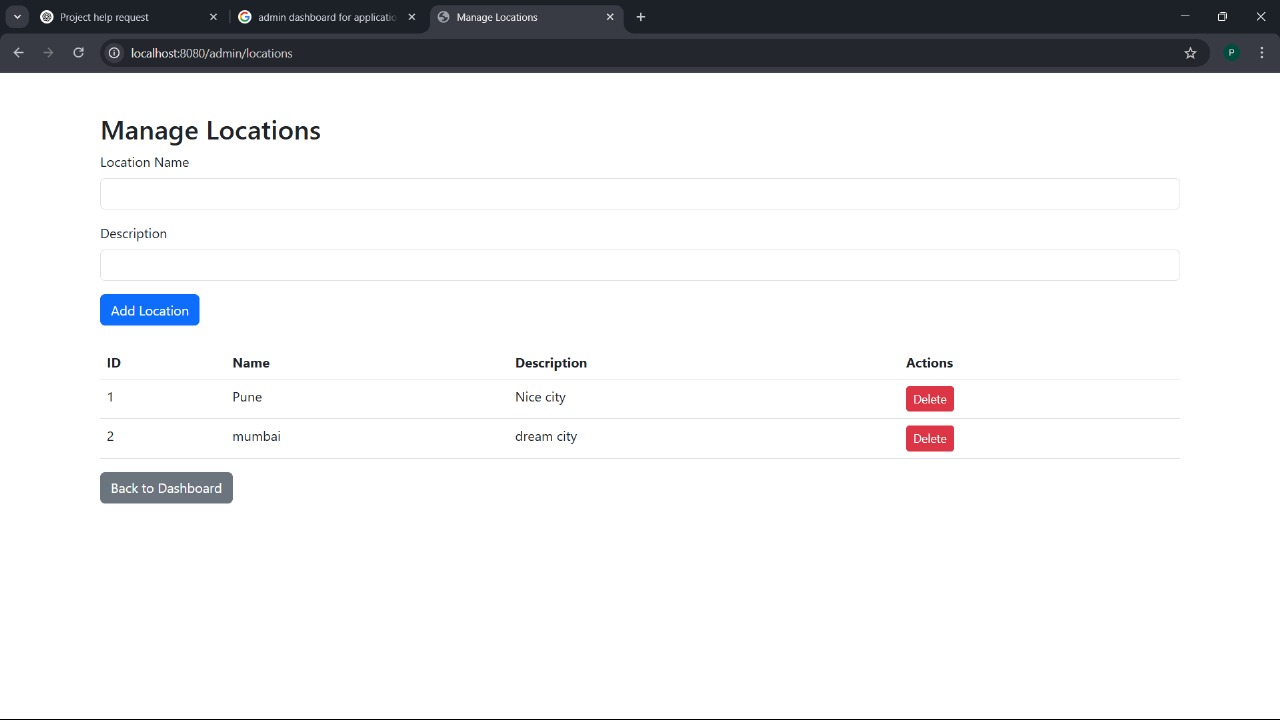 Project help request
admin dashboard for applicatio
Manage Locations
localhost:8080/admin/locations
P
Manage Locations
Location Name
Description
Add Location
ID Name Description Actions
1 Pune Nice city Delete
2 mumbai dream city Delete
Back to Dashboard